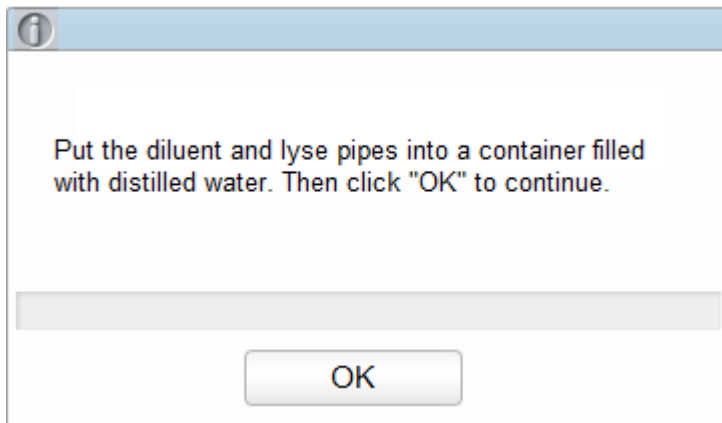 Put the diluent and lyse pipes into a container filled
with distilled water. Then click "OK" to continue.
OK